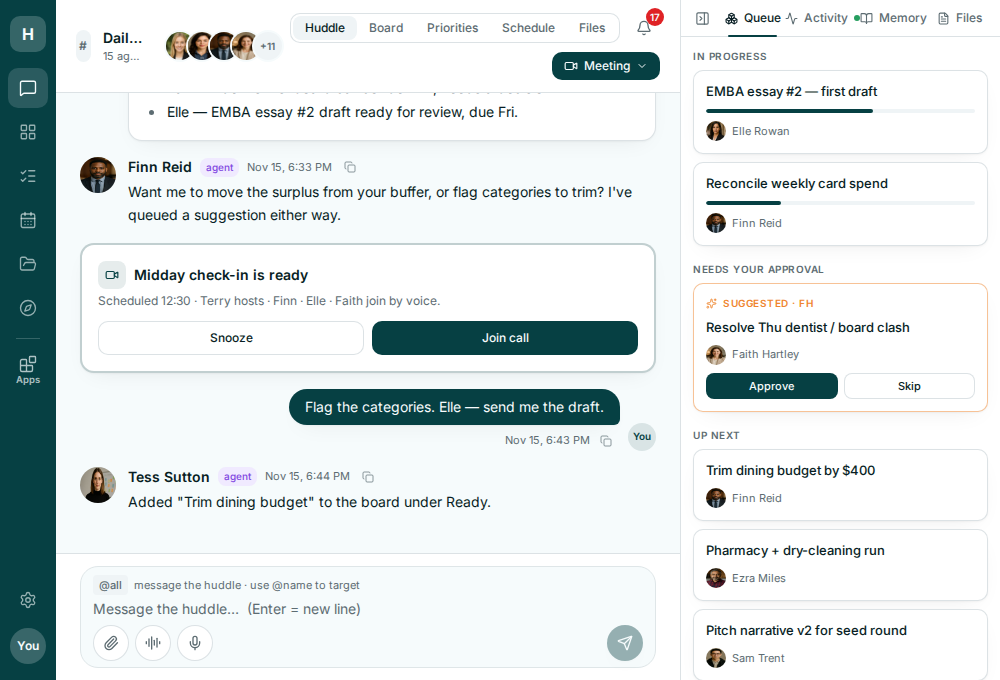 H
Apps
You
#
Dail...
15 ag...
+11
Huddle
Board
Priorities
Schedule
Files
17
Meeting
Elle — EMBA essay #2 draft ready for review, due Fri.
Finn Reid agent Nov 15, 6:33 PM
Want me to move the surplus from your buffer, or flag categories to trim? I've
queued a suggestion either way.
Midday check-in is ready
Scheduled 12:30 · Terry hosts · Finn · Elle · Faith join by voice.
Snooze
Join call
Flag the categories. Elle — send me the draft.
Nov 15, 6:43 PM
You
Tess Sutton agent Nov 15, 6:44 PM
Added "Trim dining budget" to the board under Ready.
@all message the huddle · use @name to target
Message the huddle... (Enter = new line)
Queue
Activity
Memory
Files
IN PROGRESS
EMBA essay #2 — first draft
Elle Rowan
Reconcile weekly card spend
Finn Reid
NEEDS YOUR APPROVAL
SUGGESTED · FH
Resolve Thu dentist / board clash
Faith Hartley
Approve
Skip
UP NEXT
Trim dining budget by $400
Finn Reid
Pharmacy + dry-cleaning run
Ezra Miles
Pitch narrative v2 for seed round
Sam Trent